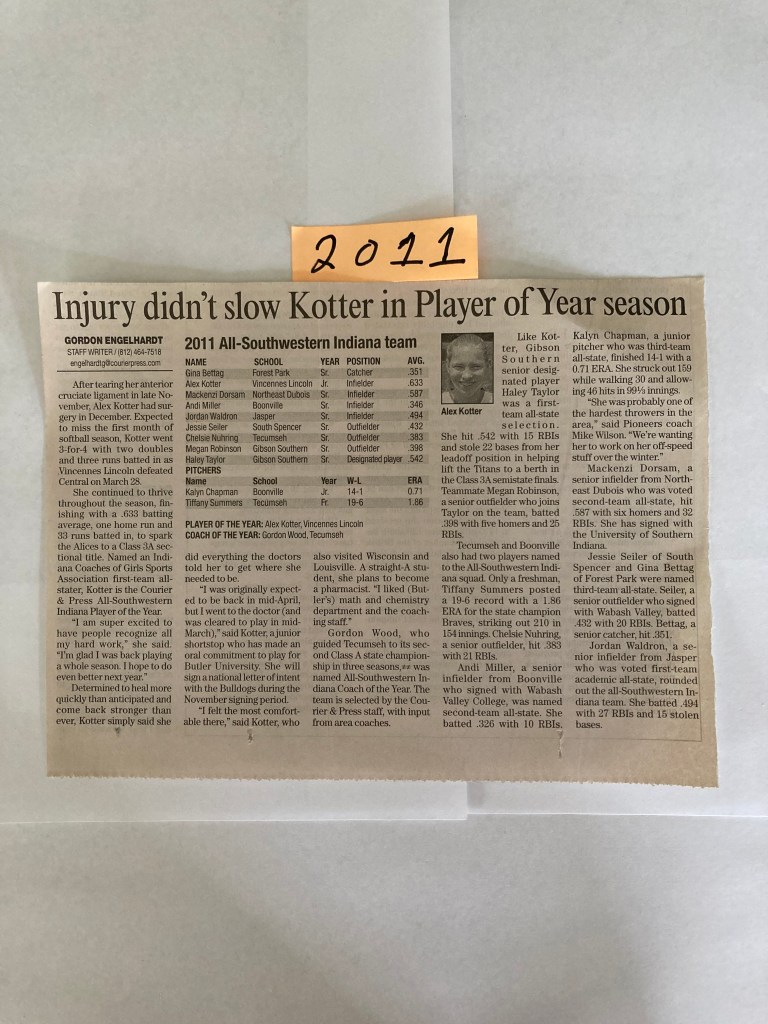 2011
Injury didn't slow Kotter in Player of Year season
GORDON ENGELHARDT
STAFF WRITER / (812) 464-7518
engelhardtg@courierpress.com
After tearing her anterior
cruciate ligament in late No-
vember, Alex Kotter had sur-
gery in December. Expected
to miss the first month of
softball season, Kotter went
3-for-4 with two doubles
and three runs batted in as
Vincennes Lincoln defeated
Central on March 28.
She continued to thrive
throughout the season, fin-
ishing with a .633 batting
average, one home run and
33 runs batted in, to spark
the Alices to a Class 3A sec-
tional title. Named an Indi-
ana Coaches of Girls Sports
Association first-team all-
stater, Kotter is the Courier
& Press All-Southwestern
Indiana Player of the Year.
"I am super excited to
have people recognize all
my hard work," she said.
"I'm glad I was back playing
a whole season. I hope to do
even better next year."
Determined to heal more
quickly than anticipated and
come back stronger than
ever, Kotter simply said she
2011 All-Southwestern Indiana team
NAME SCHOOL YEAR POSITION AVG.
Gina Bettag Forest Park Sr. Catcher .351
Alex Kotter Vincennes Lincoln Jr. Infielder .633
Mackenzi Dorsam Northeast Dubois Sr. Infielder .587
Andi Miller Boonville Sr. Infielder .346
Jordan Waldron Jasper Sr. Infielder .494
Jessie Seiler South Spencer Sr. Outfielder .432
Chelsie Nuhring Tecumseh Sr. Outfielder .383
Megan Robinson Gibson Southern Sr. Outfielder .398
Haley Taylor Gibson Southern Sr. Designated player .542
PITCHERS
Name School Year W-L ERA
Kalyn Chapman Boonville Jr. 14-1 0.71
Tiffany Summers Tecumseh Fr. 19-6 1.86
PLAYER OF THE YEAR: Alex Kotter, Vincennes Lincoln
COACH OF THE YEAR: Gordon Wood, Tecumseh
did everything the doctors
told her to get where she
needed to be.
"I was originally expect-
ed to be back in mid-April,
but I went to the doctor (and
was cleared to play in mid-
March)," said Kotter, a junior
shortstop who has made an
oral commitment to play for
Butler University. She will
sign a national letter of intent
with the Bulldogs during the
November signing period.
"I felt the most comfort-
able there," said Kotter, who
also visited Wisconsin and
Louisville. A straight-A stu-
dent, she plans to become
a pharmacist. "I liked (But-
ler's) math and chemistry
department and the coach-
ing staff."
Gordon Wood, who
guided Tecumseh to its sec-
ond Class A state champion-
ship in three seasons, was
named All-Southwestern In-
diana Coach of the Year. The
team is selected by the Cou-
rier & Press staff, with input
from area coaches.
Alex Kotter
Like Kot-
ter, Gibson
Southern
senior desig-
nated player
Haley Taylor
was a first-
team all-state
selection.
She hit .542 with 15 RBIs
and stole 22 bases from her
leadoff position in helping
lift the Titans to a berth in
the Class 3A semistate finals.
Teammate Megan Robinson,
a senior outfielder who joins
Taylor on the team, batted
.398 with five homers and 25
RBIs.
Tecumseh and Boonville
also had two players named
to the All-Southwestern Indi-
ana squad. Only a freshman,
Tiffany Summers posted
a 19-6 record with a 1.86
ERA for the state champion
Braves, striking out 210 in
154 innings. Chelsie Nuhring,
a senior outfielder, hit .383
with 21 RBIs.
Andi Miller, a senior
infielder from Boonville
who signed with Wabash
Valley College, was named
second-team all-state. She
batted .326 with 10 RBIs.
Kalyn Chapman, a junior
pitcher who was third-team
all-state, finished 14-1 with a
0.71 ERA. She struck out 159
while walking 30 and allow-
ing 46 hits in 99⅓ innings.
"She was probably one of
the hardest throwers in the
area," said Pioneers coach
Mike Wilson. "We're wanting
her to work on her off-speed
stuff over the winter."
Mackenzi Dorsam, a
senior infielder from North-
east Dubois who was voted
second-team all-state, hit
.587 with six homers and 32
RBIs. She has signed with
the University of Southern
Indiana.
Jessie Seiler of South
Spencer and Gina Bettag
of Forest Park were named
third-team all-state. Seiler, a
senior outfielder who signed
with Wabash Valley, batted
.432 with 20 RBIs. Bettag, a
senior catcher, hit .351.
Jordan Waldron, a se-
nior infielder from Jasper
who was voted first-team
academic all-state, rounded
out the all-Southwestern In-
diana team. She batted .494
with 27 RBIs and 15 stolen
bases.